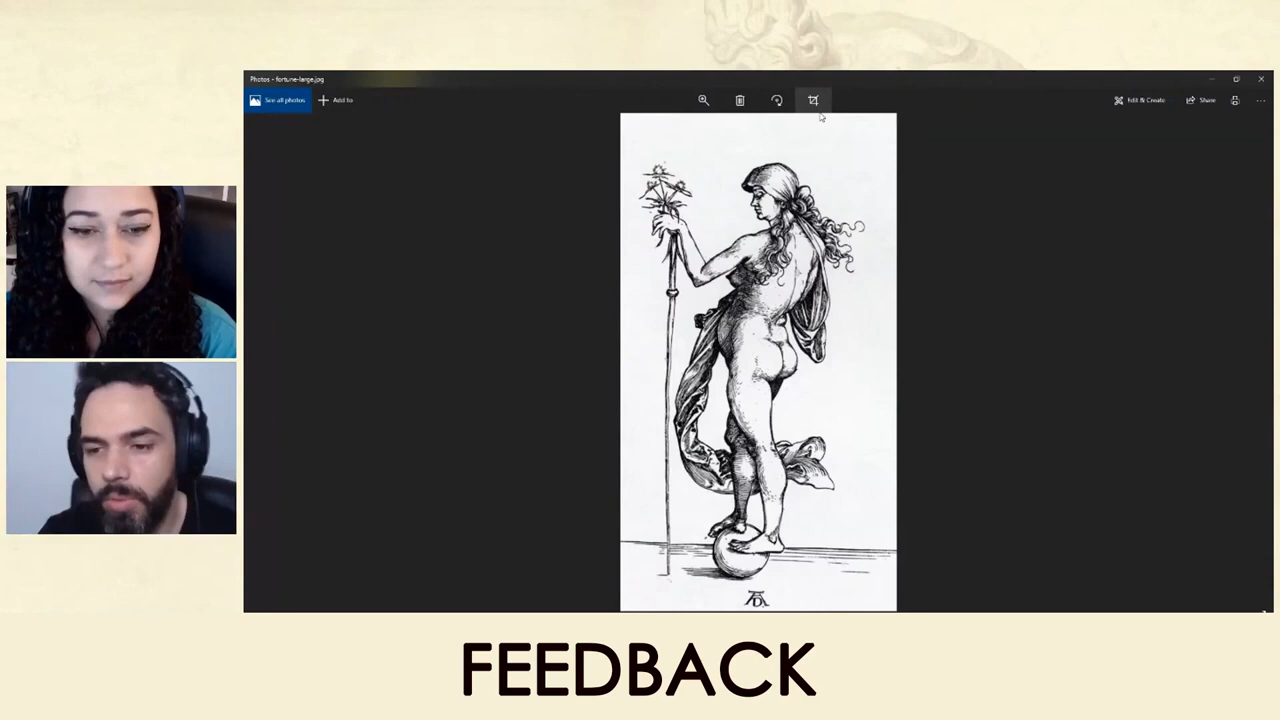 Photos - fortune-large.jpg
See all photos
Add to
Edit & Create
Share
AD
FEEDBACK